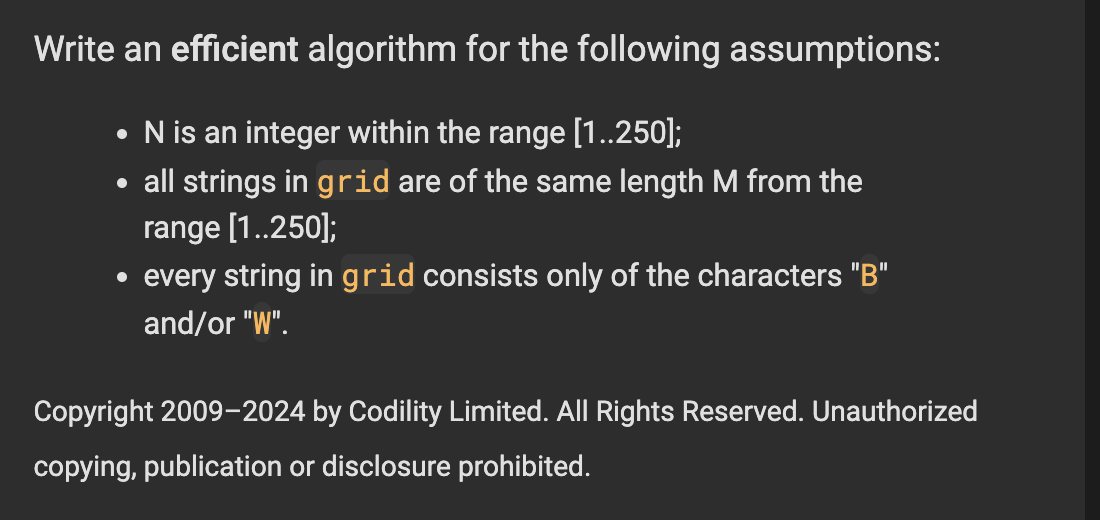 Write an efficient algorithm for the following assumptions:
• N is an integer within the range [1..250];
• all strings in grid are of the same length M from the
range [1..250];
• every string in grid consists only of the characters "B"
and/or "W".
Copyright 2009–2024 by Codility Limited. All Rights Reserved. Unauthorized
copying, publication or disclosure prohibited.